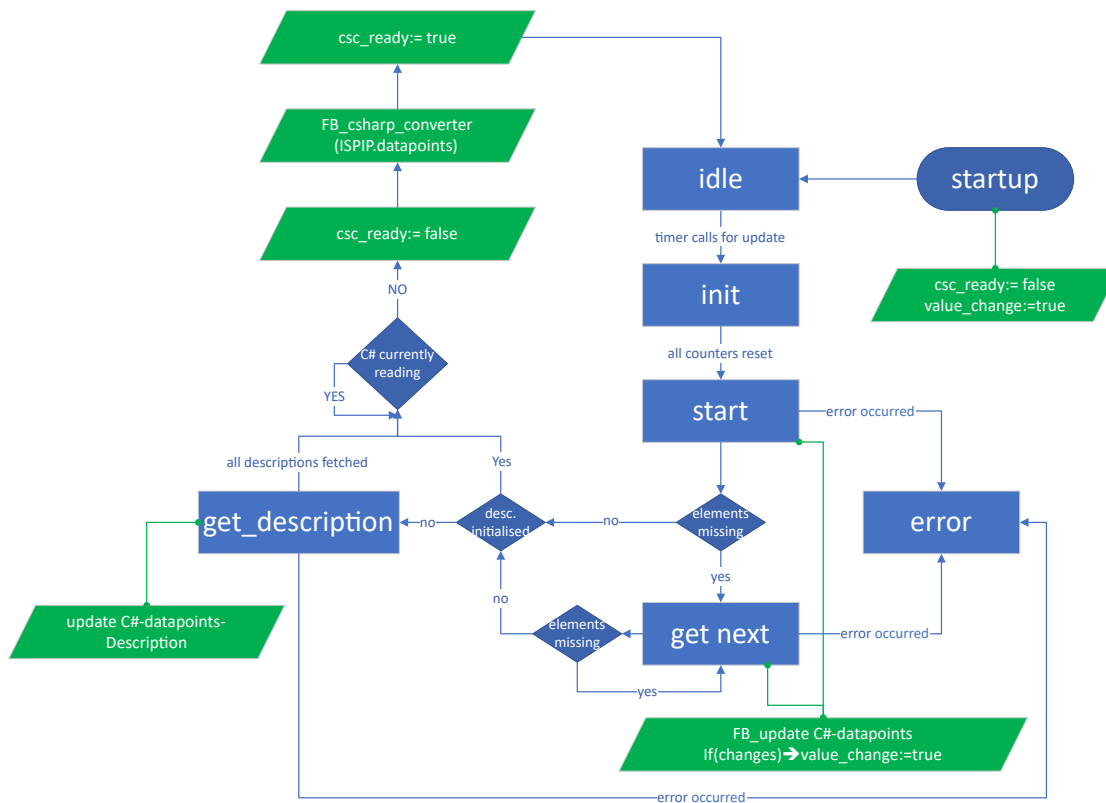 csc_ready:= true
FB_csharp_converter
(ISPIP.datapoints)
idle
startup
csc_ready:= false
timer calls for update
csc_ready:= false
value_change:=true
NO
init
C# currently
reading
all counters reset
YES
start
error occurred
all descriptions fetched
Yes
get_description
no
desc.
initialised
no
elements
missing
error
yes
no
update C#-datapoints-
Description
elements
missing
get next
error occurred
yes
FB_update C#-datapoints
If(changes)➔value_change:=true
error occurred